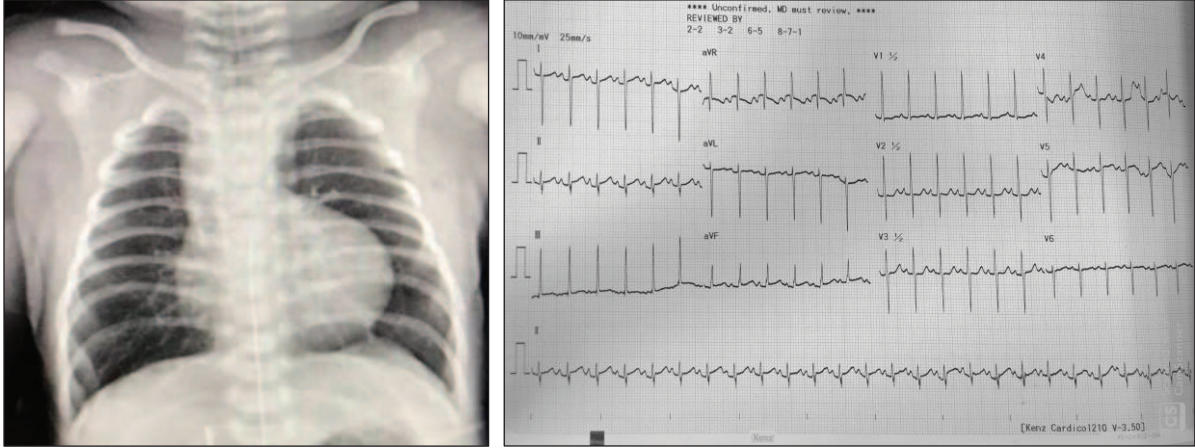 **** Unconfirmed, MD must review, ****
REVIEWED BY
2-2 3-2 6-5 8-7-1
10mm/mV 25mm/s
I
aVR
V1 ½
V4
II
aVL
V2 ½
V5
III
aVF
V3 ½
V6
II
[Kenz Cardico1210 V-3.50]
Kenz